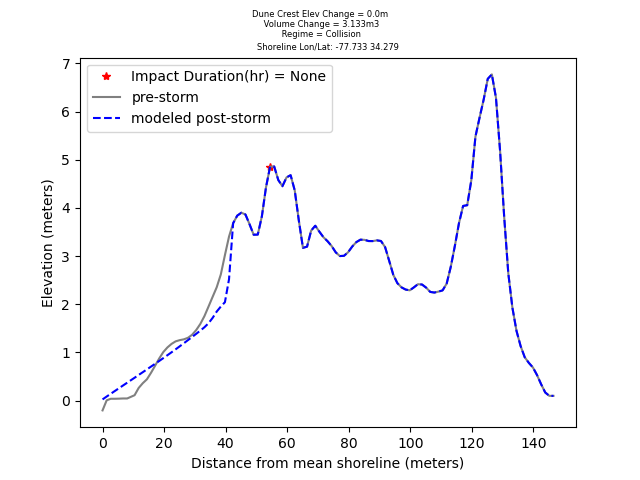 Dune Crest Elev Change = 0.0m
Volume Change = 3.133m3
Regime = Collision
Shoreline Lon/Lat: -77.733 34.279
Impact Duration(hr) = None
pre-storm
modeled post-storm
7
6
5
4
3
2
1
0
Elevation (meters)
0 20 40 60 80 100 120 140
Distance from mean shoreline (meters)